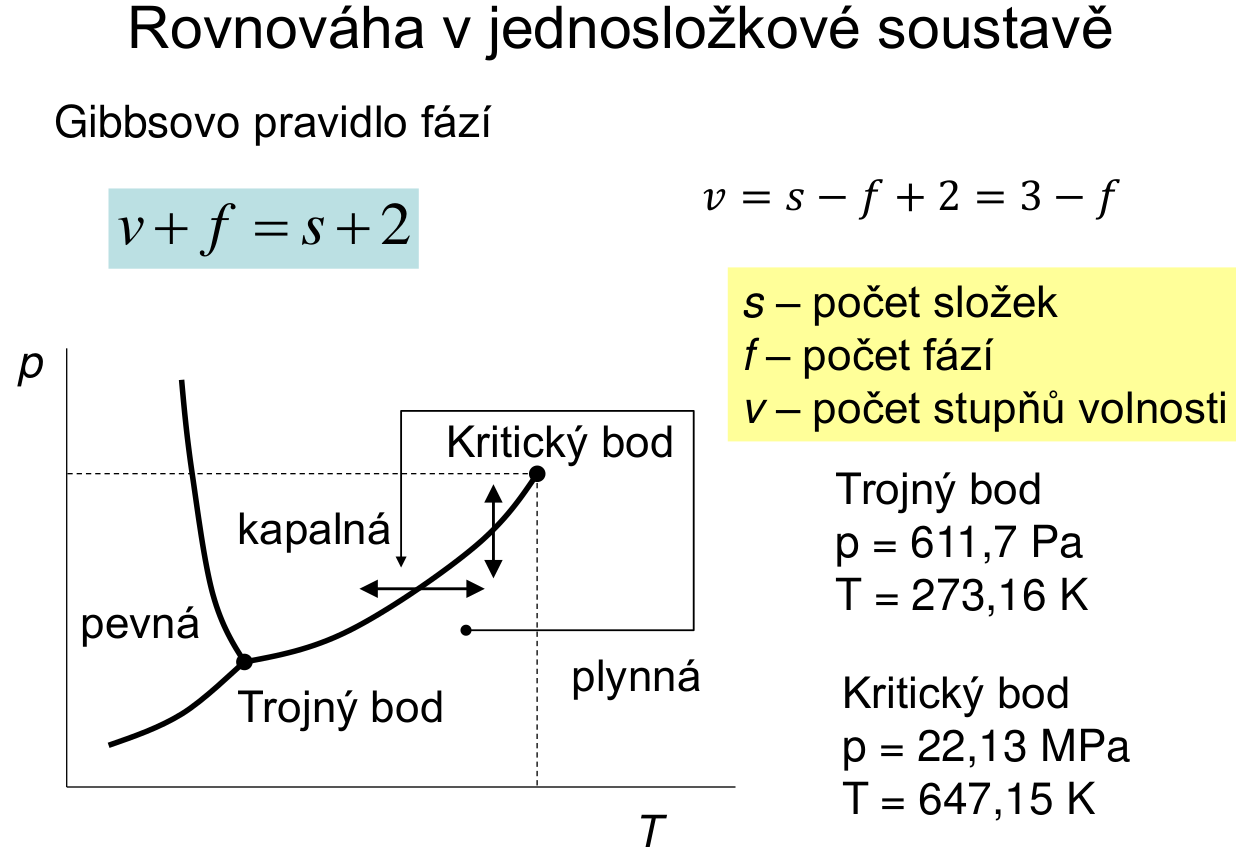 Rovnováha v jednosložkové soustavě
Gibbsovo pravidlo fází
v + f = s + 2
v = s − f + 2 = 3 − f
s – počet složek
f – počet fází
v – počet stupňů volnosti
p
Kritický bod
kapalná
pevná
plynná
Trojný bod
T
Trojný bod
p = 611,7 Pa
T = 273,16 K
Kritický bod
p = 22,13 MPa
T = 647,15 K